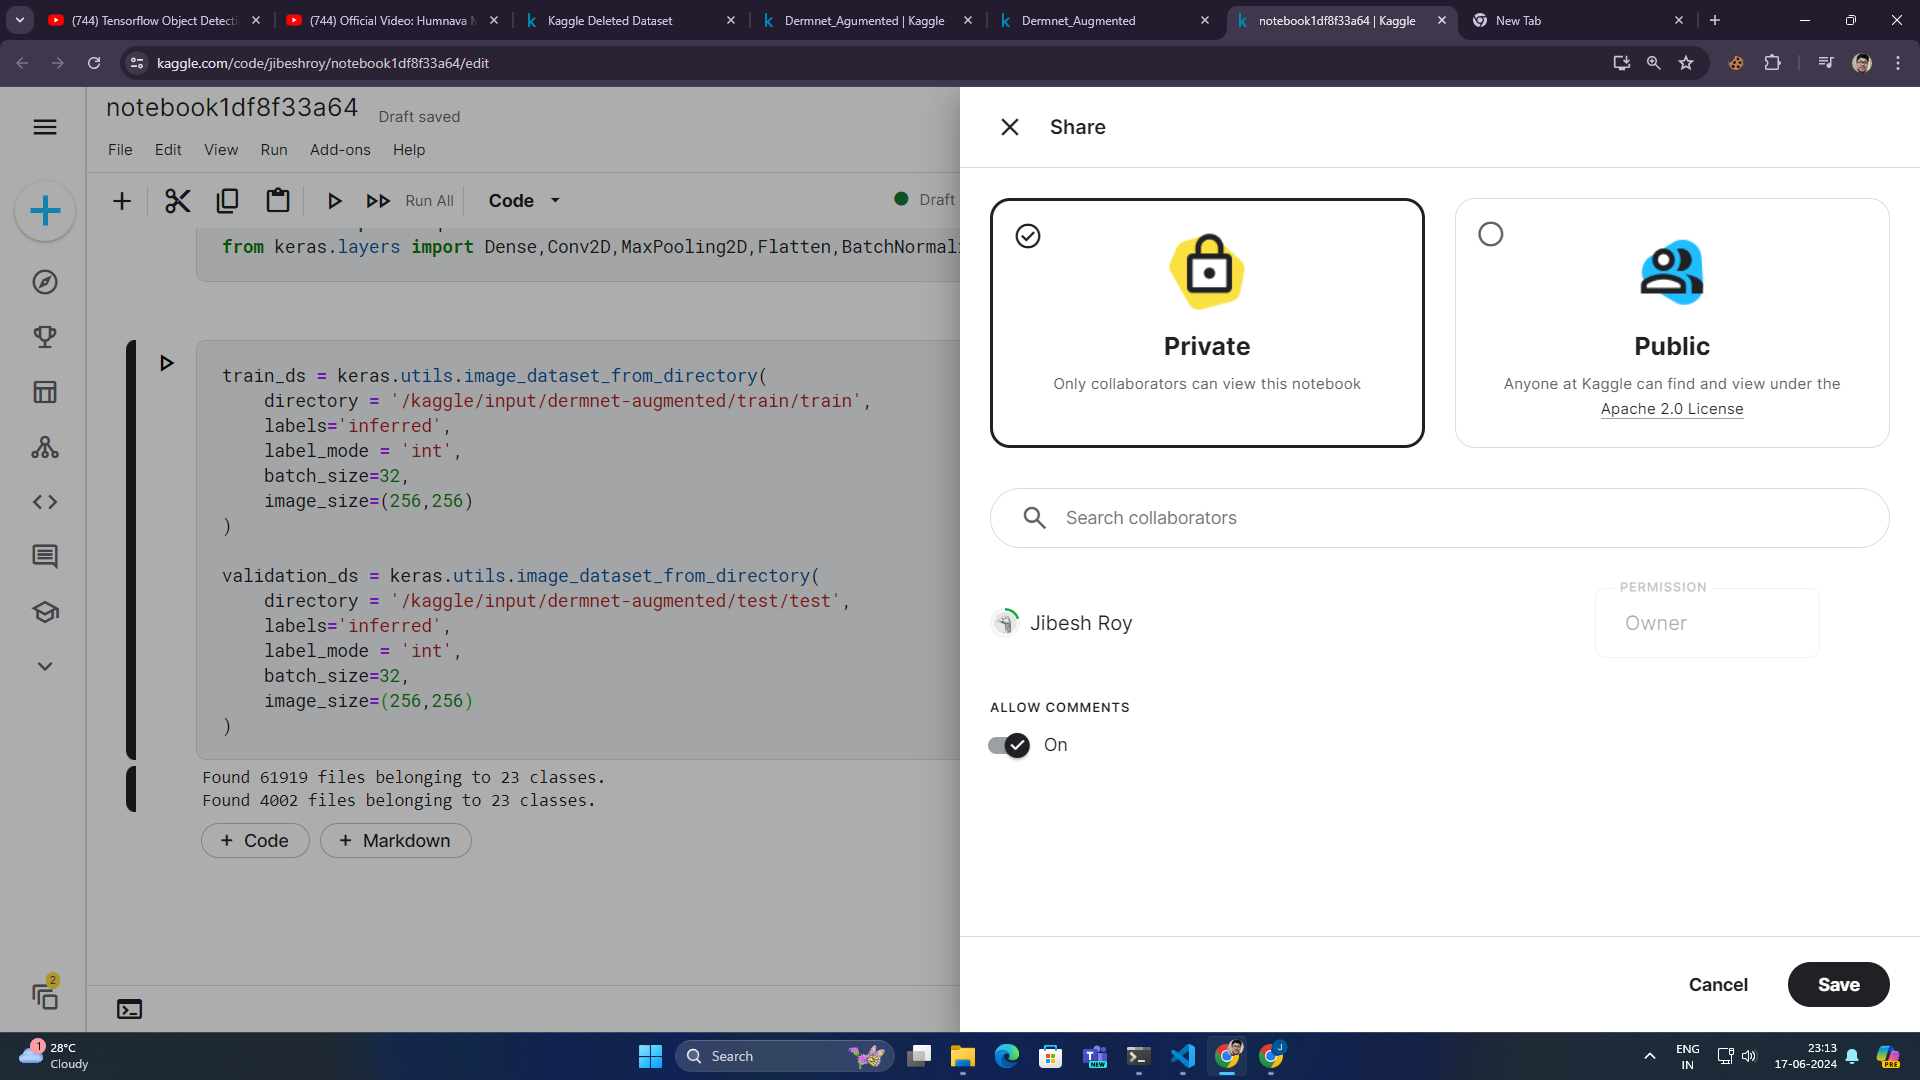 (744) Tensorflow Object Detecti
(744) Official Video: Humnava M
Kaggle Deleted Dataset
Dermnet_Agumented | Kaggle
Dermnet_Augmented
notebook1df8f33a64 | Kaggle
New Tab
kaggle.com/code/jibeshroy/notebook1df8f33a64/edit
notebook1df8f33a64
Draft saved
File Edit View Run Add-ons Help
Run All
Code
Draft
from keras.layers import Dense,Conv2D,MaxPooling2D,Flatten,BatchNormali
train_ds = keras.utils.image_dataset_from_directory(
directory = '/kaggle/input/dermnet-augmented/train/train',
labels='inferred',
label_mode = 'int',
batch_size=32,
image_size=(256,256)
)
validation_ds = keras.utils.image_dataset_from_directory(
directory = '/kaggle/input/dermnet-augmented/test/test',
labels='inferred',
label_mode = 'int',
batch_size=32,
image_size=(256,256)
)
Found 61919 files belonging to 23 classes.
Found 4002 files belonging to 23 classes.
+ Code
+ Markdown
2
Share
Private
Only collaborators can view this notebook
Public
Anyone at Kaggle can find and view under the
Apache 2.0 License
Search collaborators
Jibesh Roy
PERMISSION
Owner
ALLOW COMMENTS
On
Cancel
Save
1
28°C
Cloudy
Search
NEW
J
ENG
IN
23:13
17-06-2024
PRE